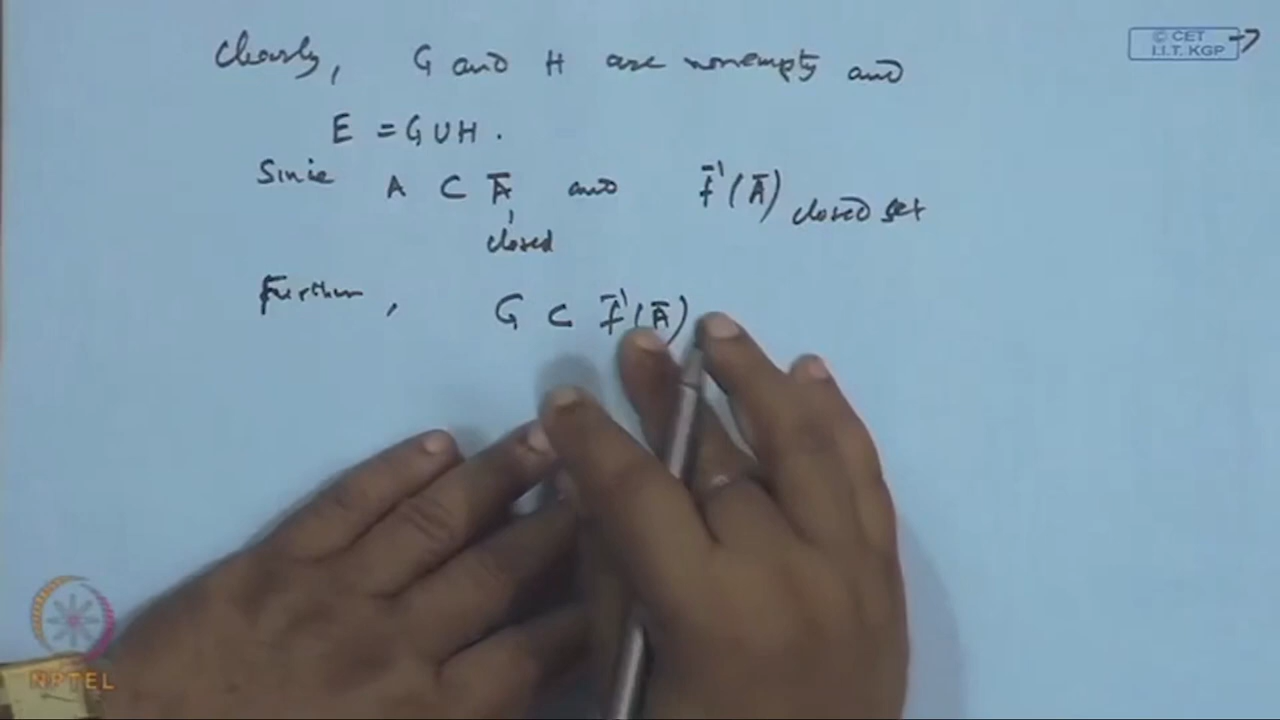 © CET
I.I.T. KGP
Clearly, G and H are nonempty and
E = G ∪ H .
Since A ⊂ Ā and f⁻¹(Ā) closed set
closed
Further, G ⊂ f⁻¹(Ā)
NPTEL